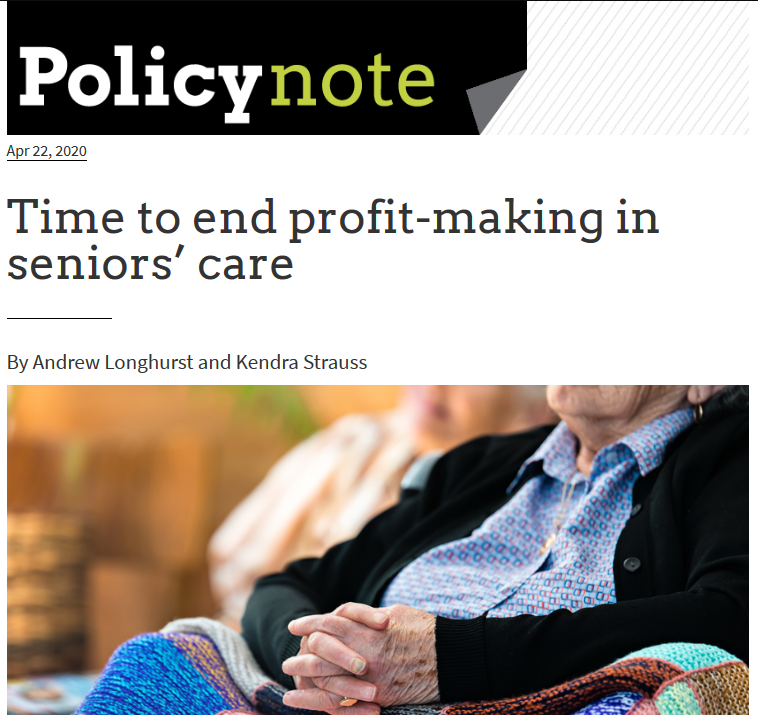 Policynote
Apr 22, 2020
Time to end profit-making in
seniors’ care
By Andrew Longhurst and Kendra Strauss